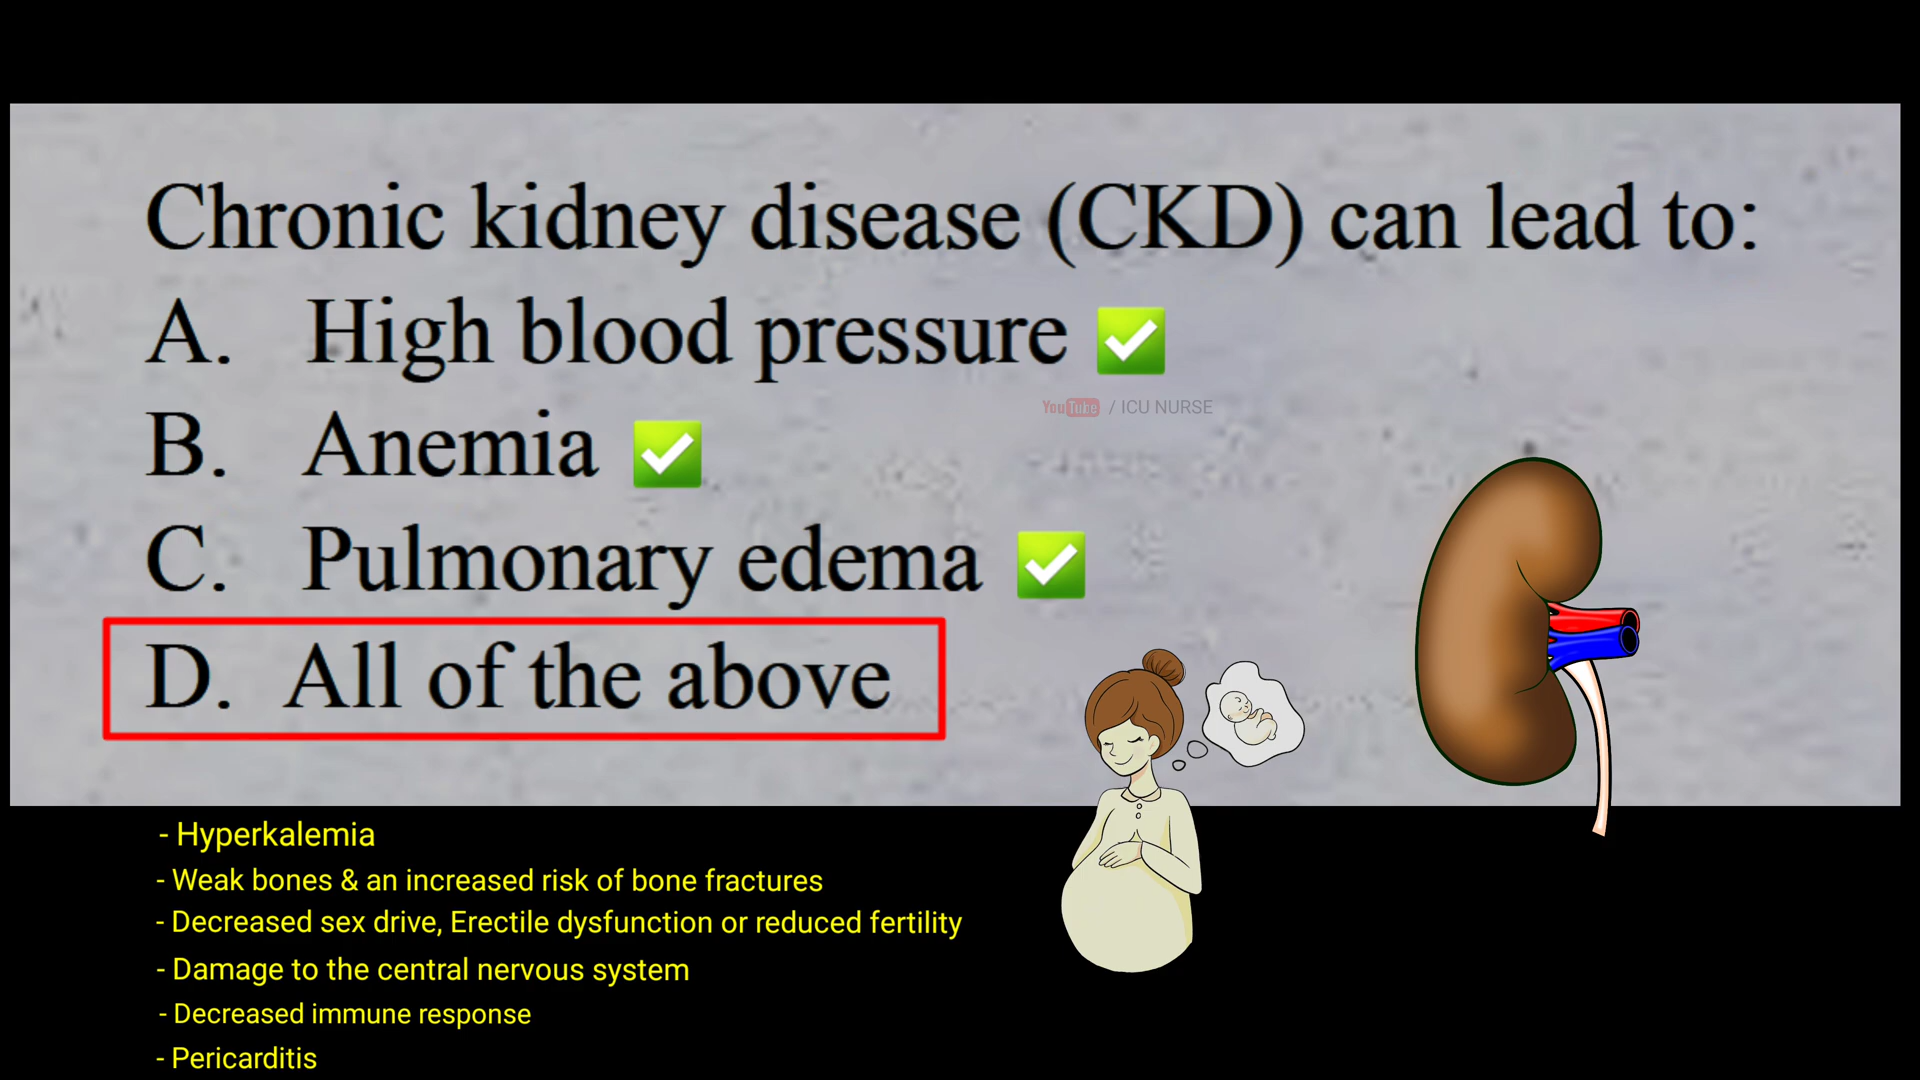 Chronic kidney disease (CKD) can lead to:
A. High blood pressure
YouTube / ICU NURSE
B. Anemia
C. Pulmonary edema
D. All of the above
- Hyperkalemia
- Weak bones & an increased risk of bone fractures
- Decreased sex drive, Erectile dysfunction or reduced fertility
- Damage to the central nervous system
- Decreased immune response
- Pericarditis